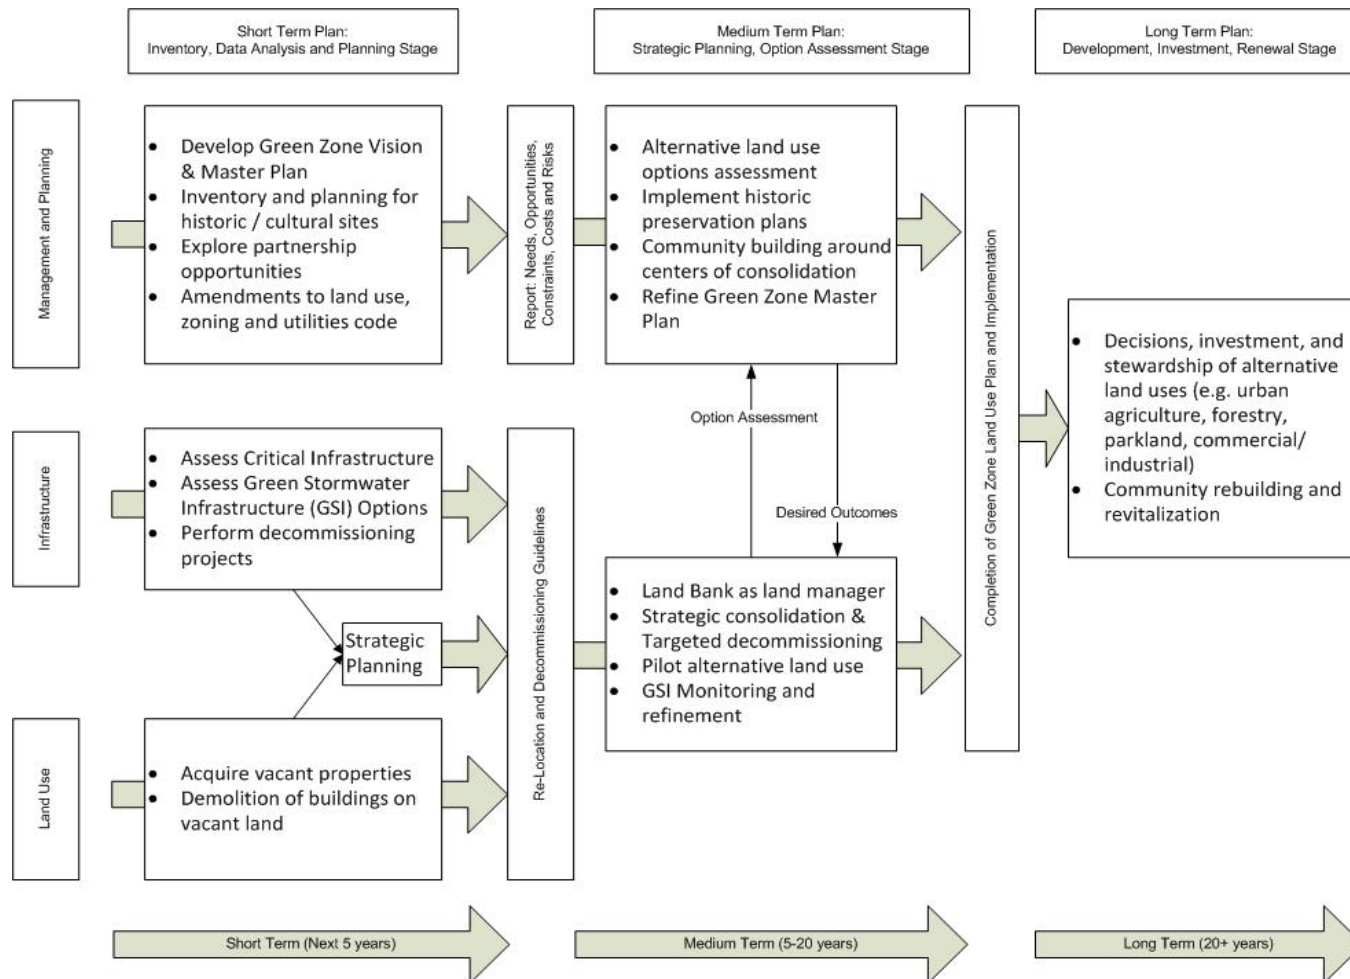 Short Term Plan:
Inventory, Data Analysis and Planning Stage
Medium Term Plan:
Strategic Planning, Option Assessment Stage
Long Term Plan:
Development, Investment, Renewal Stage
Management and Planning
• Develop Green Zone Vision
& Master Plan
• Inventory and planning for
historic / cultural sites
• Explore partnership
opportunities
• Amendments to land use,
zoning and utilities code
Report: Needs, Opportunities,
Constraints, Costs and Risks
• Alternative land use
options assessment
• Implement historic
preservation plans
• Community building around
centers of consolidation
• Refine Green Zone Master
Plan
Completion of Green Zone Land Use Plan and Implementation
• Decisions, investment, and
stewardship of alternative
land uses (e.g. urban
agriculture, forestry,
parkland, commercial/
industrial)
• Community rebuilding and
revitalization
Option Assessment
Desired Outcomes
Infrastructure
• Assess Critical Infrastructure
• Assess Green Stormwater
Infrastructure (GSI) Options
• Perform decommissioning
projects
Strategic
Planning
Re-Location and Decommissioning Guidelines
• Land Bank as land manager
• Strategic consolidation &
Targeted decommissioning
• Pilot alternative land use
• GSI Monitoring and
refinement
Land Use
• Acquire vacant properties
• Demolition of buildings on
vacant land
Short Term (Next 5 years)
Medium Term (5-20 years)
Long Term (20+ years)